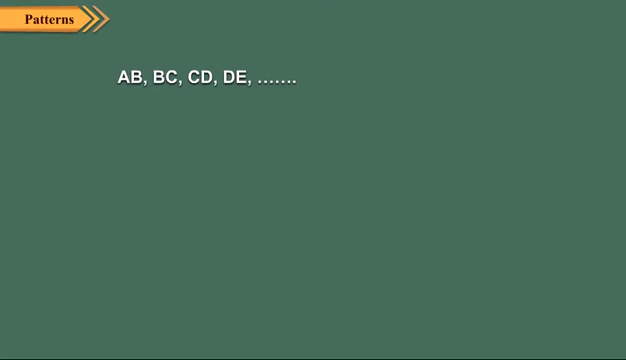 Patterns
AB, BC, CD, DE, .......